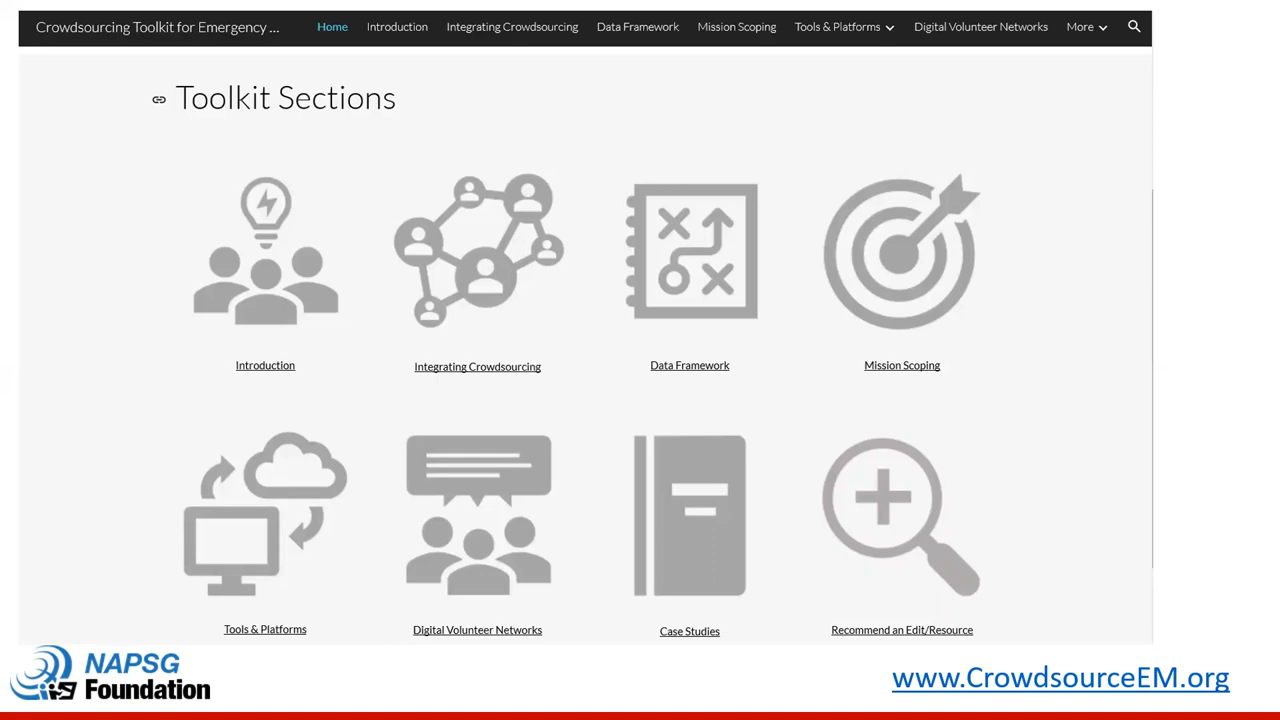 Crowdsourcing Toolkit for Emergency ...
Home
Introduction
Integrating Crowdsourcing
Data Framework
Mission Scoping
Tools & Platforms
Digital Volunteer Networks
More
Toolkit Sections
Introduction
Integrating Crowdsourcing
Data Framework
Mission Scoping
Tools & Platforms
Digital Volunteer Networks
Case Studies
Recommend an Edit/Resource
NAPSG
Foundation
www.CrowdsourceEM.org